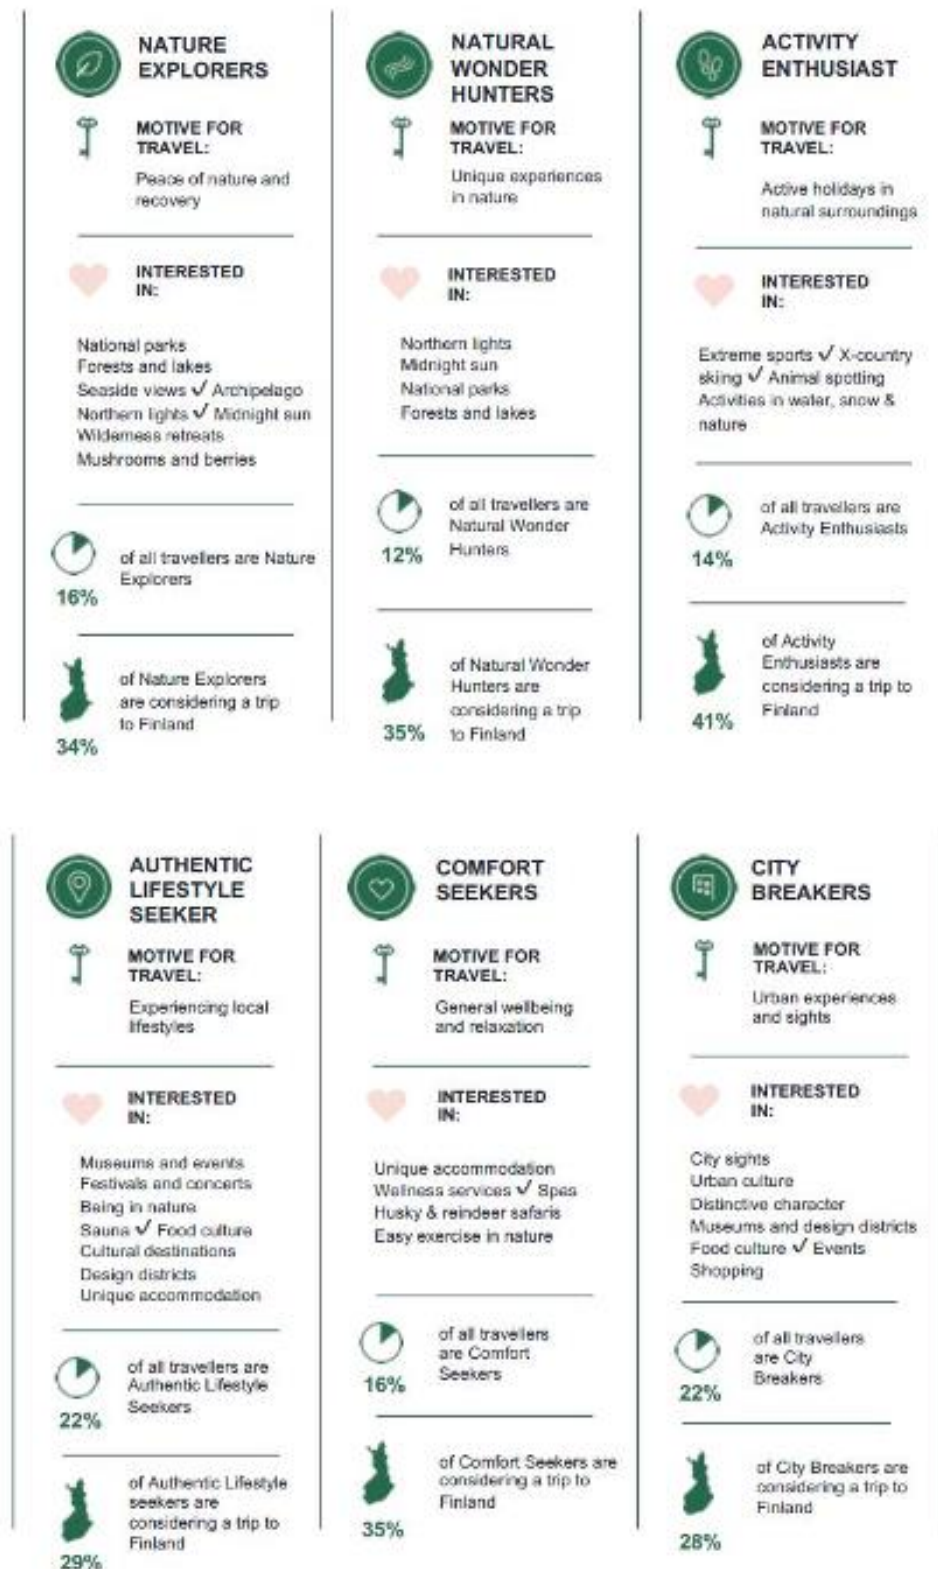 NATURE
EXPLORERS
MOTIVE FOR
TRAVEL:
Peace of nature and
recovery
INTERESTED
IN:
National parks
Forests and lakes
Seaside views ✓ Archipelago
Northern lights ✓ Midnight sun
Wilderness retreats
Mushrooms and berries
16%
of all travellers are Nature
Explorers
34%
of Nature Explorers
are considering a trip
to Finland
NATURAL
WONDER
HUNTERS
MOTIVE FOR
TRAVEL:
Unique experiences
in nature
INTERESTED
IN:
Northern lights
Midnight sun
National parks
Forests and lakes
12%
of all travellers are
Natural Wonder
Hunters
35%
of Natural Wonder
Hunters are
considering a trip
to Finland
ACTIVITY
ENTHUSIAST
MOTIVE FOR
TRAVEL:
Active holidays in
natural surroundings
INTERESTED
IN:
Extreme sports ✓ X-country
skiing ✓ Animal spotting
Activities in water, snow &
nature
14%
of all travellers are
Activity Enthusiasts
41%
of Activity
Enthusiasts are
considering a trip to
Finland
AUTHENTIC
LIFESTYLE
SEEKER
MOTIVE FOR
TRAVEL:
Experiencing local
lifestyles
INTERESTED
IN:
Museums and events
Festivals and concerts
Being in nature
Sauna ✓ Food culture
Cultural destinations
Design districts
Unique accommodation
22%
of all travellers are
Authentic Lifestyle
Seekers
29%
of Authentic Lifestyle
seekers are
considering a trip to
Finland
COMFORT
SEEKERS
MOTIVE FOR
TRAVEL:
General wellbeing
and relaxation
INTERESTED
IN:
Unique accommodation
Wellness services ✓ Spas
Husky & reindeer safaris
Easy exercise in nature
16%
of all travellers
are Comfort
Seekers
35%
of Comfort Seekers are
considering a trip to
Finland
CITY
BREAKERS
MOTIVE FOR
TRAVEL:
Urban experiences
and sights
INTERESTED
IN:
City sights
Urban culture
Distinctive character
Museums and design districts
Food culture ✓ Events
Shopping
22%
of all travellers
are City
Breakers
28%
of City Breakers are
considering a trip to
Finland